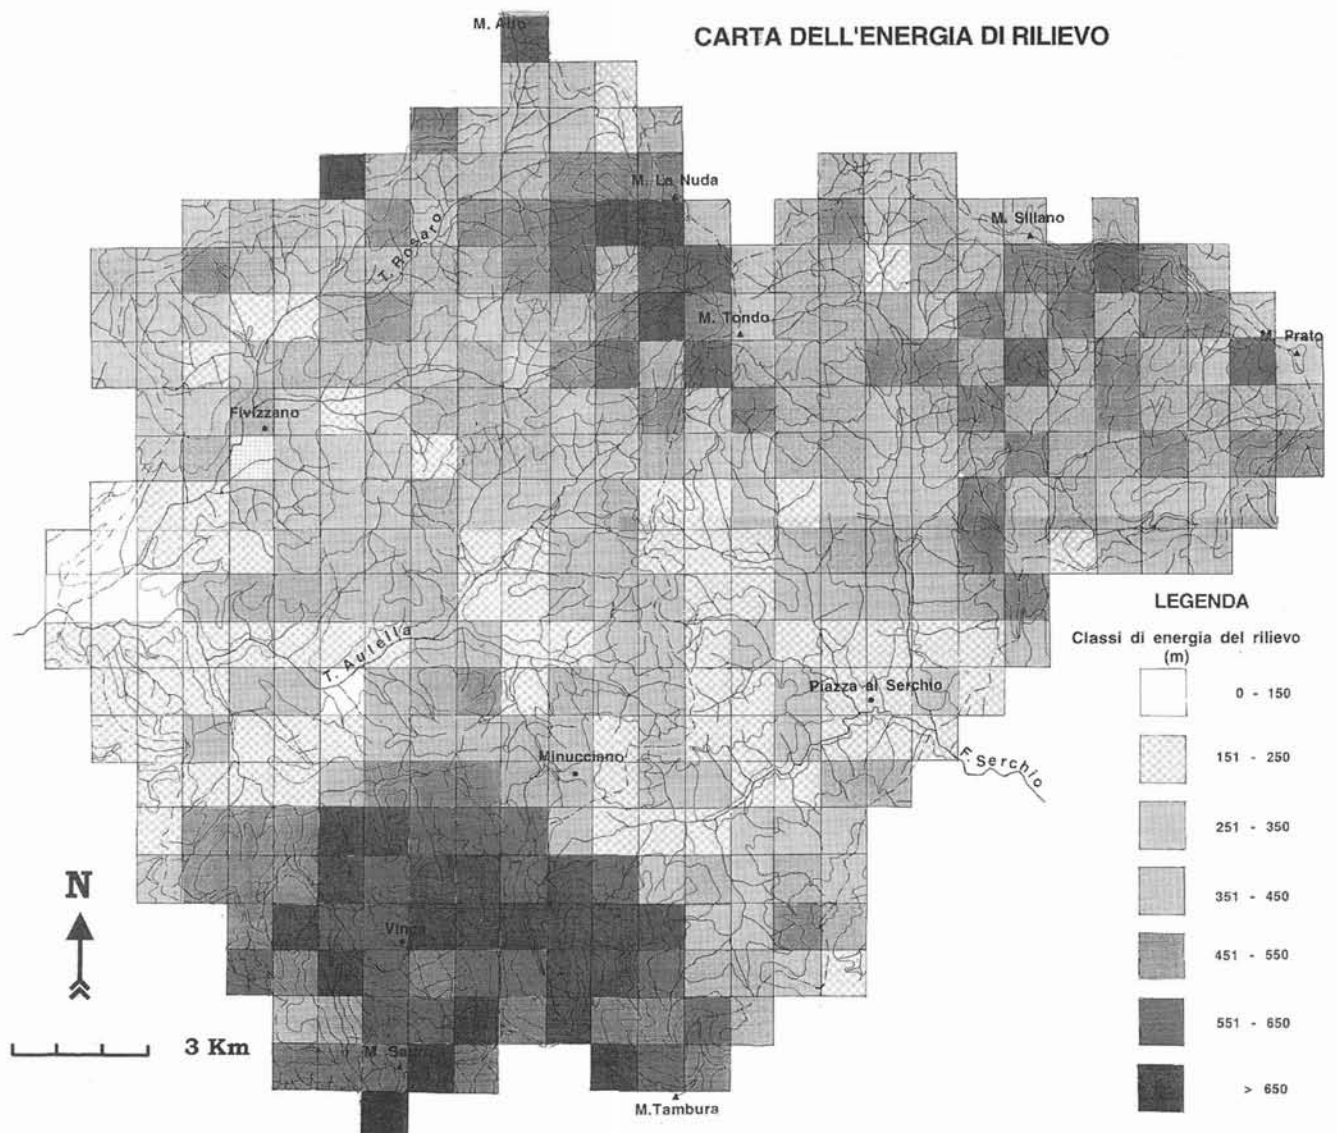 CARTA DELL'ENERGIA DI RILIEVO
M. Alto
M. La Nuda
M. Sillano
T. Rosaro
M. Tondo
M. Prato
Fivizzano
T. Aulella
Piazza al Serchio
Minucciano
F. Serchio
LEGENDA
Classi di energia del rilievo
(m)
0 - 150
151 - 250
251 - 350
351 - 450
451 - 550
551 - 650
> 650
N
Vinca
3 Km
M.
M.Tambura